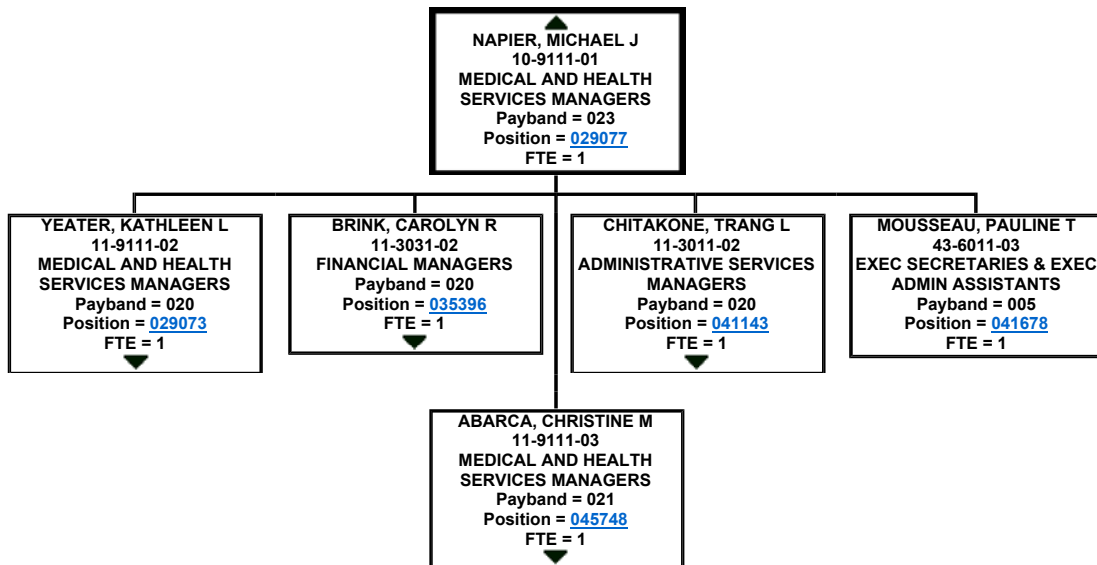 NAPIER, MICHAEL J
10-9111-01
MEDICAL AND HEALTH
SERVICES MANAGERS
Payband = 023
Position = 029077
FTE = 1
YEATER, KATHLEEN L
11-9111-02
MEDICAL AND HEALTH
SERVICES MANAGERS
Payband = 020
Position = 029073
FTE = 1
BRINK, CAROLYN R
11-3031-02
FINANCIAL MANAGERS
Payband = 020
Position = 035396
FTE = 1
CHITAKONE, TRANG L
11-3011-02
ADMINISTRATIVE SERVICES
MANAGERS
Payband = 020
Position = 041143
FTE = 1
MOUSSEAU, PAULINE T
43-6011-03
EXEC SECRETARIES & EXEC
ADMIN ASSISTANTS
Payband = 005
Position = 041678
FTE = 1
ABARCA, CHRISTINE M
11-9111-03
MEDICAL AND HEALTH
SERVICES MANAGERS
Payband = 021
Position = 045748
FTE = 1